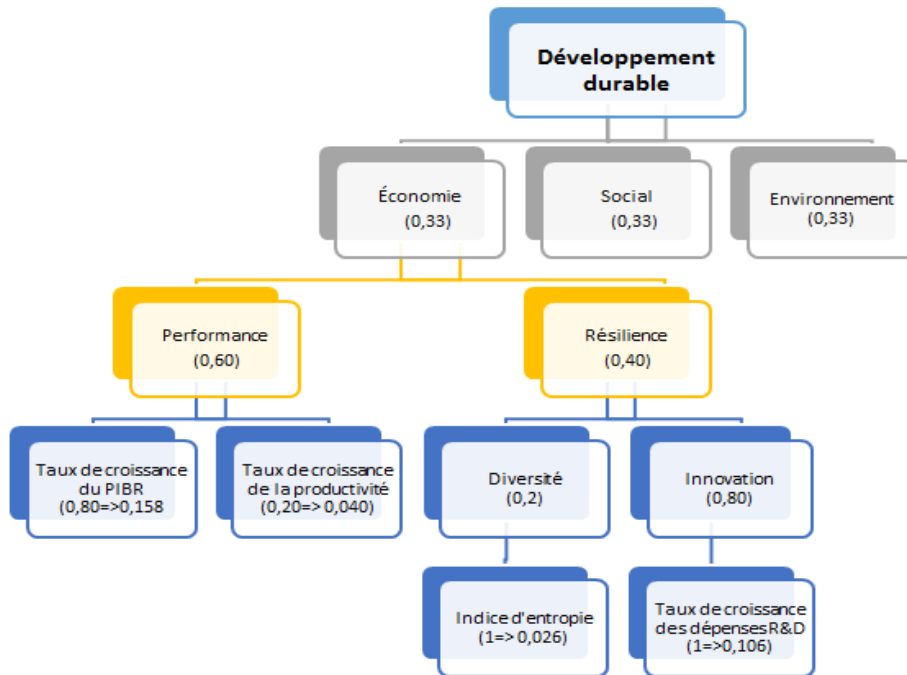 Développement
durable
Économie
(0,33)
Social
(0,33)
Environnement
(0,33)
Performance
(0,60)
Résilience
(0,40)
Taux de croissance
du PIBR
(0,80=>0,158
Taux de croissance
de la productivité
(0,20=> 0,040)
Diversité
(0,2)
Innovation
(0,80)
Indice d'entropie
(1=> 0,026)
Taux de croissance
des dépenses R&D
(1=>0,106)